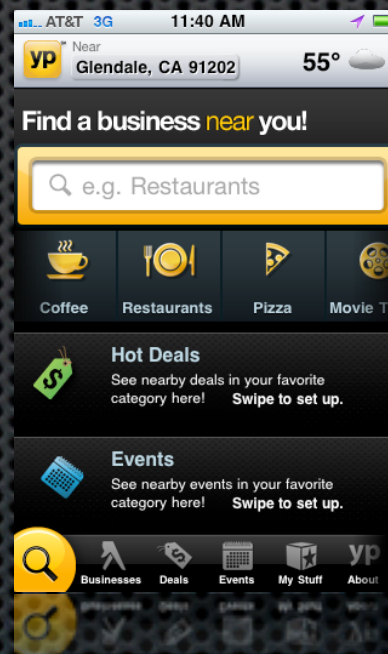 AT&T 3G 11:40 AM
yp Near
Glendale, CA 91202 55°
Find a business near you!
e.g. Restaurants
Coffee Restaurants Pizza Movie T
Hot Deals
See nearby deals in your favorite
category here! Swipe to set up.
Events
See nearby events in your favorite
category here! Swipe to set up.
yp
Businesses Deals Events My Stuff About